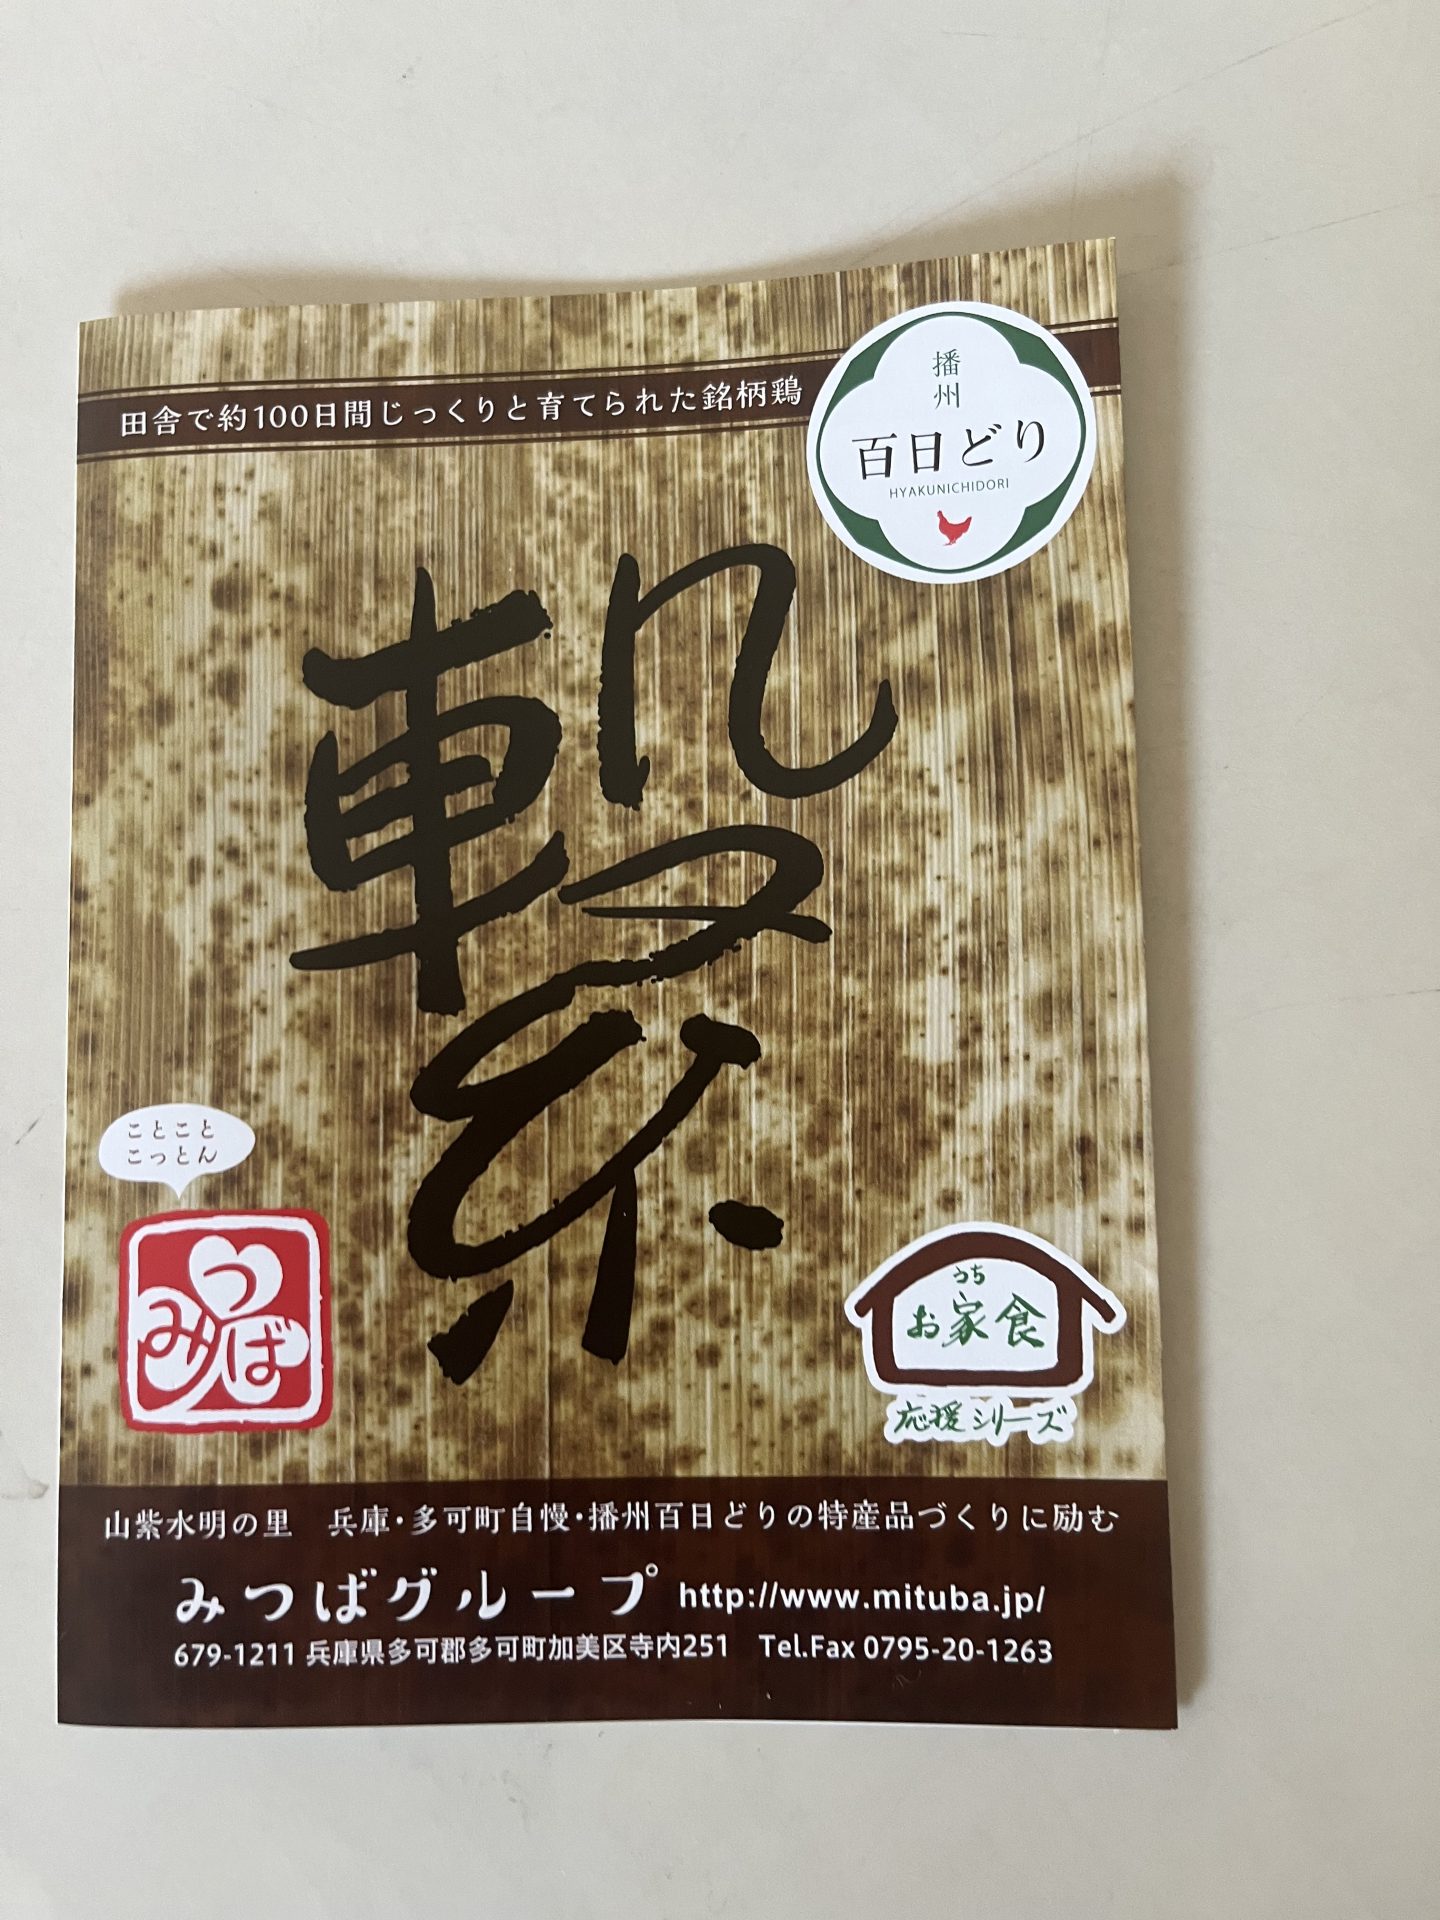 田舎で約100日間じっくりと育てられた銘柄鶏
播州
百日どり
HYAKUNICHIDORI
繋
ことこと
こっとん
みつば
うち
お家食
応援シリーズ
山紫水明の里　兵庫・多可町自慢・播州百日どりの特産品づくりに励む
みつばグループ http://www.mituba.jp/
679-1211 兵庫県多可郡多可町加美区寺内251　Tel.Fax 0795-20-1263